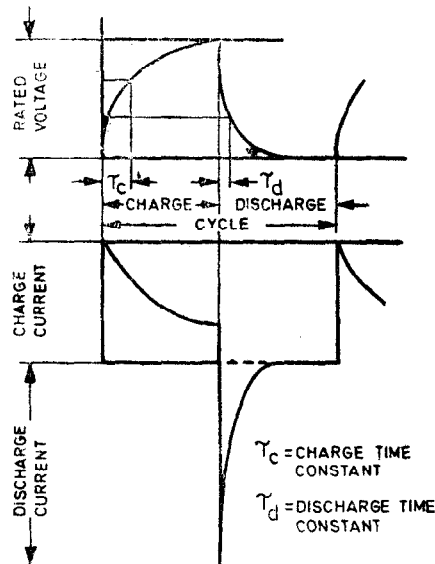 RATED
VOLTAGE
τc
τd
CHARGE
DISCHARGE
CYCLE
CHARGE
CURRENT
DISCHARGE
CURRENT
τc = CHARGE TIME
CONSTANT
τd = DISCHARGE TIME
CONSTANT